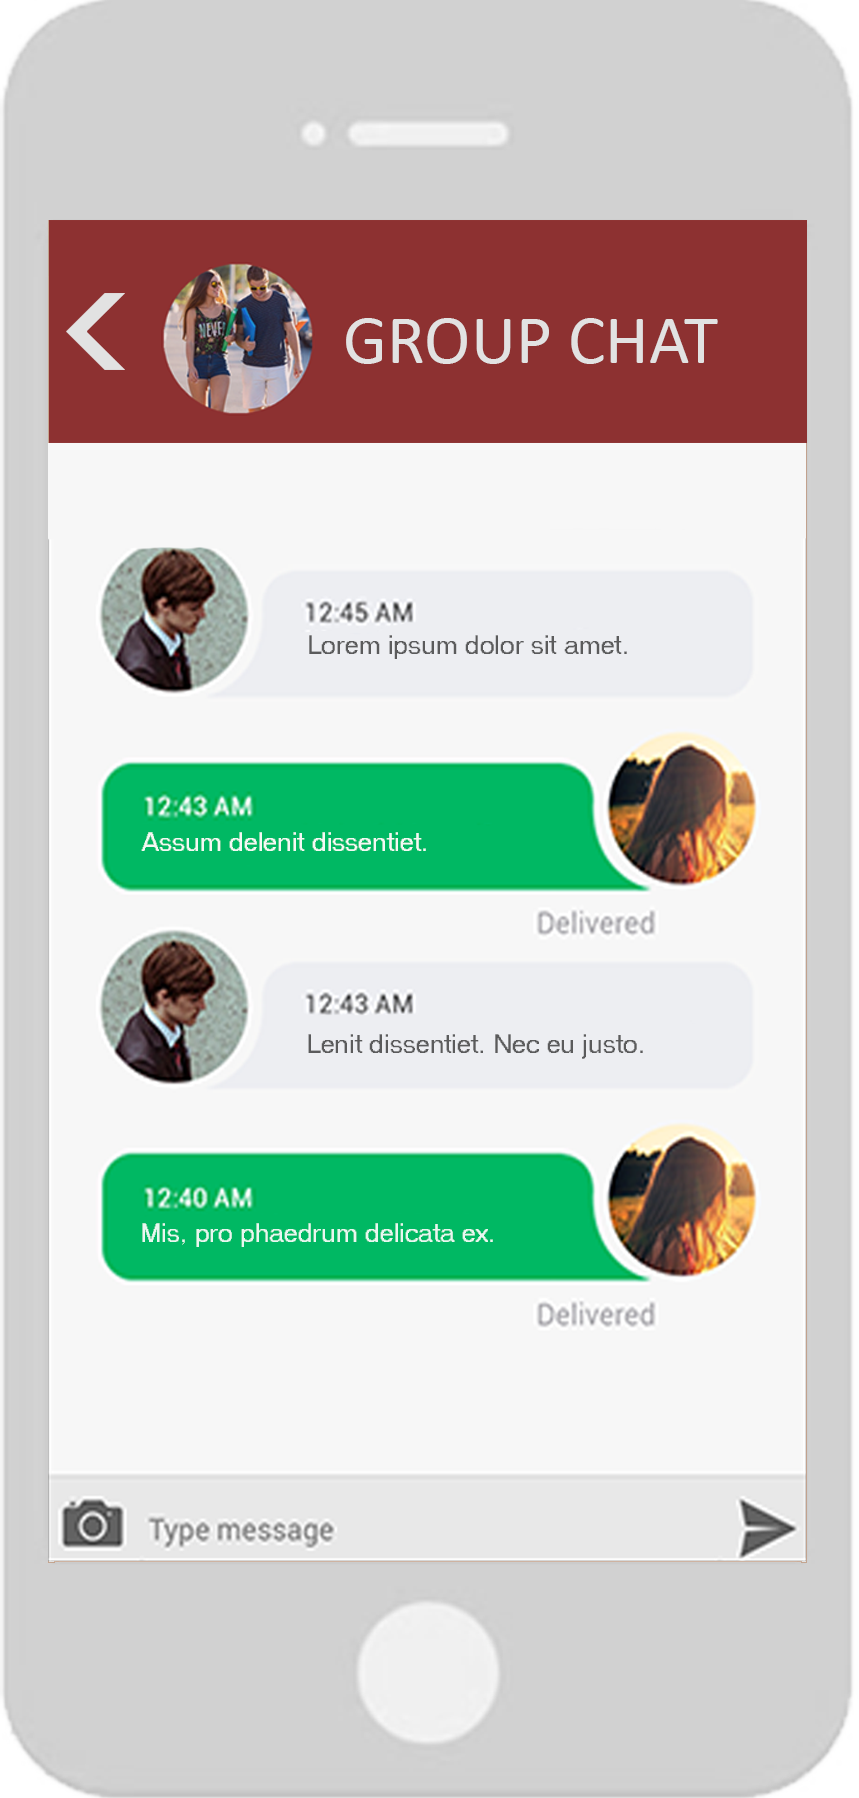 GROUP CHAT
12:45 AM
Lorem ipsum dolor sit amet.
12:43 AM
Assum delenit dissentiet.
Delivered
12:43 AM
Lenit dissentiet. Nec eu justo.
12:40 AM
Mis, pro phaedrum delicata ex.
Delivered
Type message